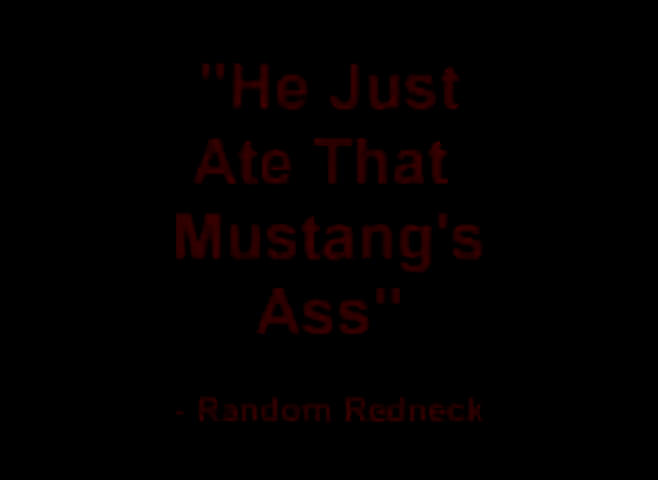 "He Just
Ate That
Mustang's
Ass"
- Random Redneck